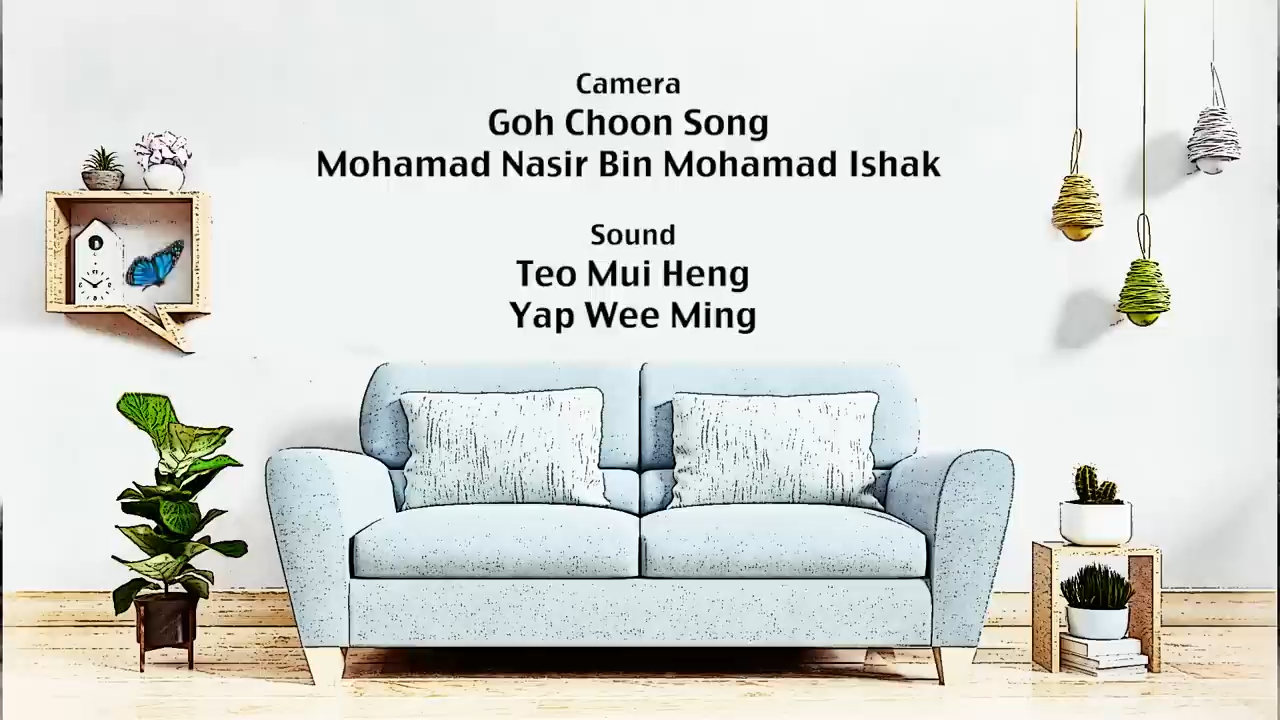 Camera
Goh Choon Song
Mohamad Nasir Bin Mohamad Ishak
Sound
Teo Mui Heng
Yap Wee Ming